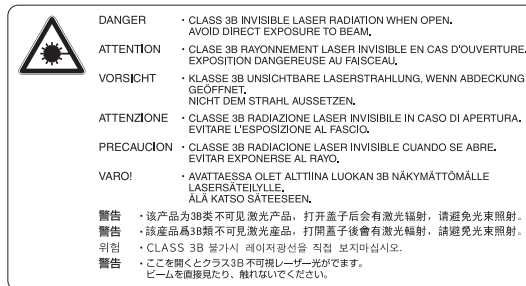 DANGER · CLASS 3B INVISIBLE LASER RADIATION WHEN OPEN.
AVOID DIRECT EXPOSURE TO BEAM.
ATTENTION · CLASE 3B RAYONNEMENT LASER INVISIBLE EN CAS D'OUVERTURE.
EXPOSITION DANGEREUSE AU FAISCEAU.
VORSICHT · KLASSE 3B UNSICHTBARE LASERSTRAHLUNG, WENN ABDECKUNG
GEÖFFNET.
NICHT DEM STRAHL AUSSETZEN.
ATTENZIONE · CLASSE 3B RADIAZIONE LASER INVISIBILE IN CASO DI APERTURA.
EVITARE L'ESPOSIZIONE AL FASCIO.
PRECAUCION · CLASSE 3B RADIACIONE LASER INVISIBLE CUANDO SE ABRE.
EVITAR EXPONERSE AL RAYO.
VARO! · AVATTAESSA OLET ALTTIINA LUOKAN 3B NÄKYMÄTTÖMÄLLE
LASERSÄTEILYLLE.
ÄLÄ KATSO SÄTEESEEN.
警告 · 该产品为3B类不可见激光产品，打开盖子后会有激光辐射，请避免光束照射。
警告 · 該産品爲3B類不可見激光産品，打開蓋子後會有激光輻射，請避免光束照射。
위험 · CLASS 3B 불가시 레이저광선을 직접 보지마십시오.
警告 · ここを開くとクラス3B不可視レーザー光がでます。
ビームを直接見たり、触れないでください。